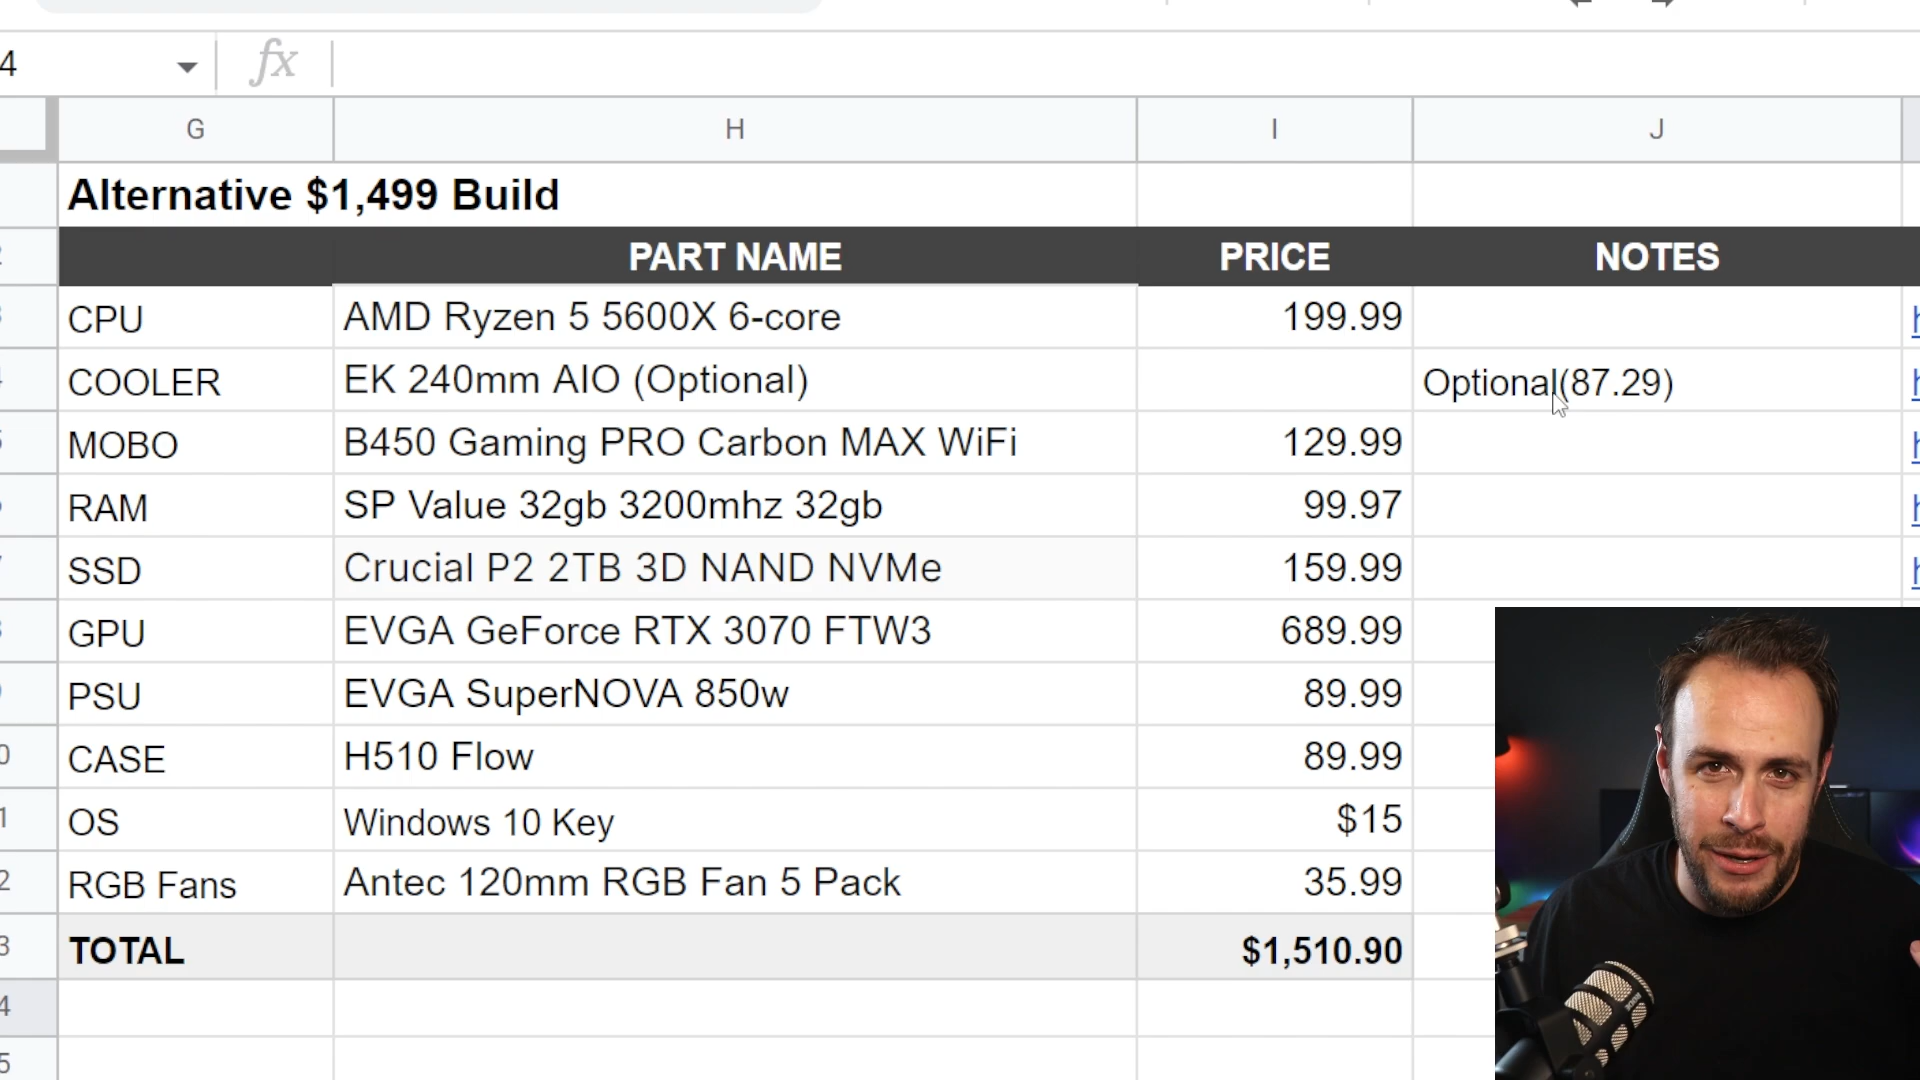 4 fx
G H I J
Alternative $1,499 Build
PART NAME PRICE NOTES
CPU AMD Ryzen 5 5600X 6-core 199.99
COOLER EK 240mm AIO (Optional) Optional(87.29)
MOBO B450 Gaming PRO Carbon MAX WiFi 129.99
RAM SP Value 32gb 3200mhz 32gb 99.97
SSD Crucial P2 2TB 3D NAND NVMe 159.99
GPU EVGA GeForce RTX 3070 FTW3 689.99
PSU EVGA SuperNOVA 850w 89.99
CASE H510 Flow 89.99
OS Windows 10 Key $15
RGB Fans Antec 120mm RGB Fan 5 Pack 35.99
TOTAL $1,510.90